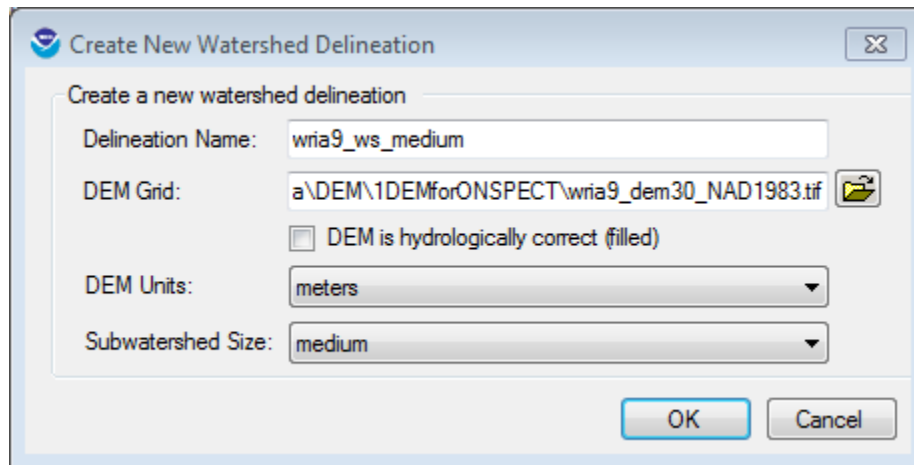 Create New Watershed Delineation
Create a new watershed delineation
Delineation Name: wria9_ws_medium
DEM Grid: a\DEM\1DEMforONSPECT\wria9_dem30_NAD1983.tif
DEM is hydrologically correct (filled)
DEM Units: meters
Subwatershed Size: medium
OK Cancel